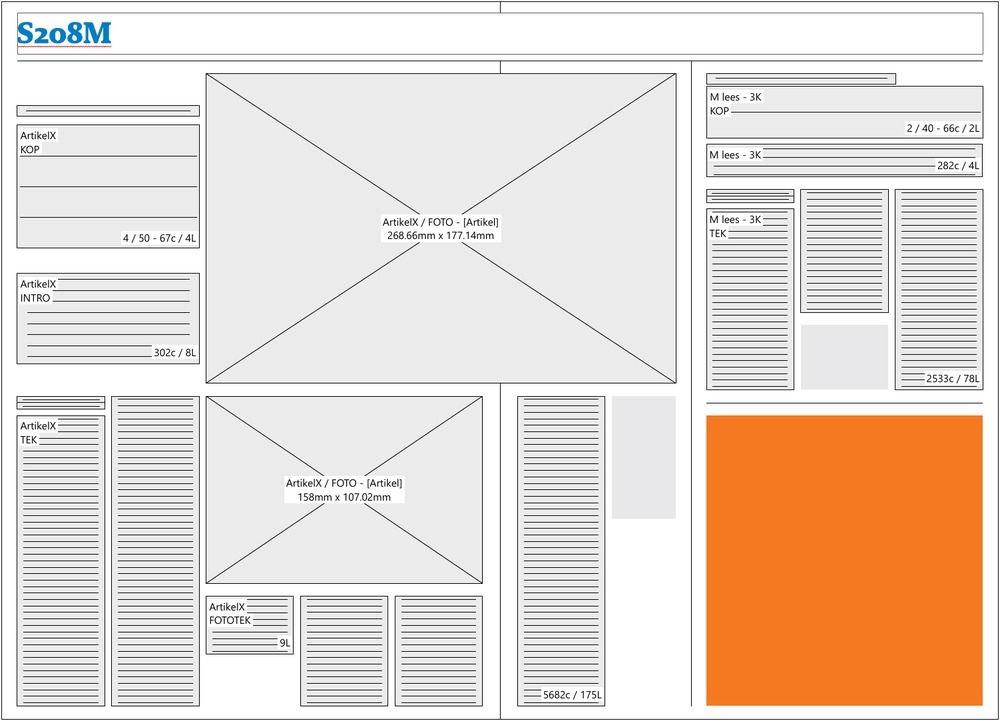 S208M
ArtikelX
KOP
4 / 50 - 67c / 4L
ArtikelX
INTRO
302c / 8L
ArtikelX
TEK
ArtikelX / FOTO - [Artikel]
268.66mm x 177.14mm
ArtikelX / FOTO - [Artikel]
158mm x 107.02mm
ArtikelX
FOTOTEK
9L
5682c / 175L
M lees - 3K
KOP
2 / 40 - 66c / 2L
M lees - 3K
282c / 4L
M lees - 3K
TEK
2533c / 78L